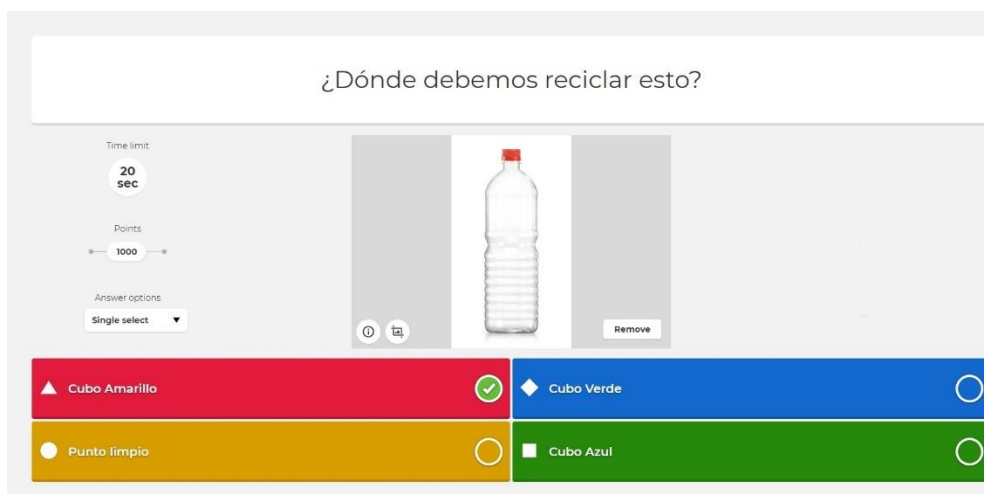 ¿Dónde debemos reciclar esto?
Time limit
20
sec
Points
1000
Answer options
Single select
Remove
Cubo Amarillo
Cubo Verde
Punto limpio
Cubo Azul